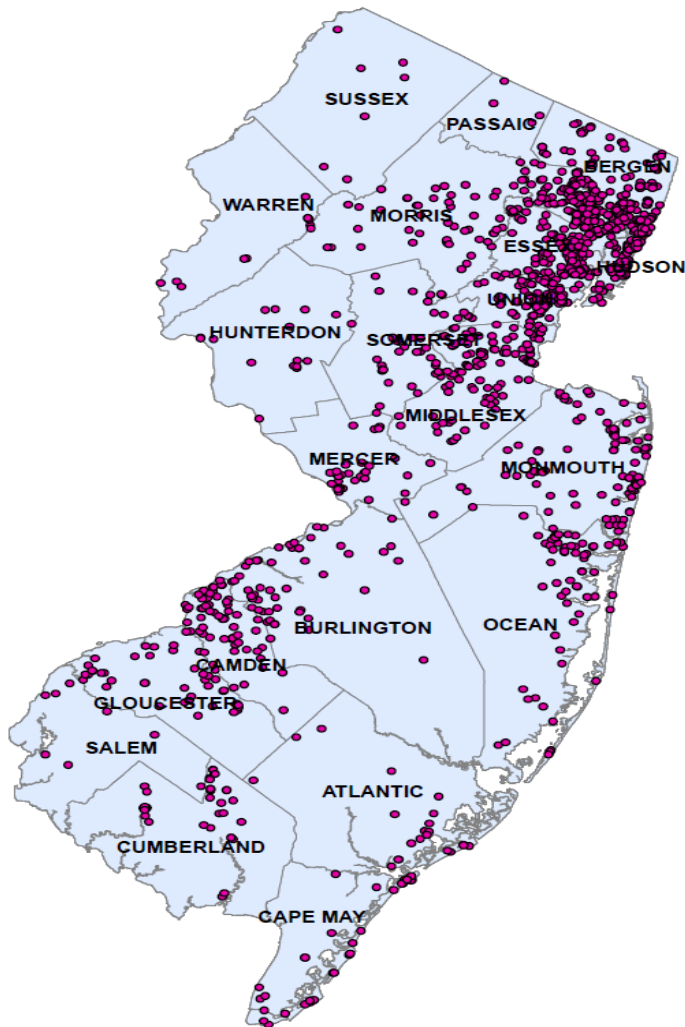 SUSSEX
PASSAIC
BERGEN
WARREN
MORRIS
ESSEX
HUDSON
UNION
HUNTERDON
SOMERSET
MIDDLESEX
MERCER
MONMOUTH
BURLINGTON
OCEAN
CAMDEN
GLOUCESTER
SALEM
ATLANTIC
CUMBERLAND
CAPE MAY